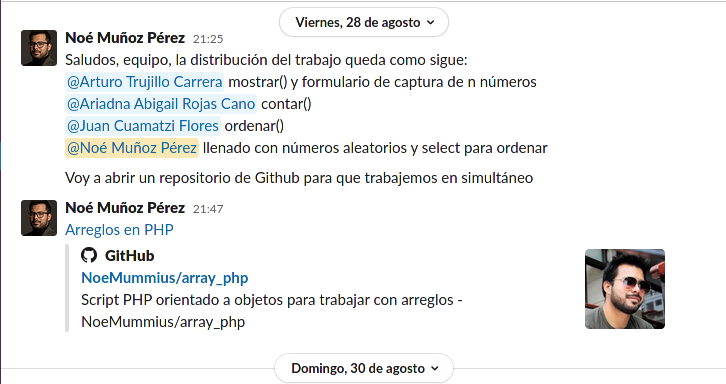 Viernes, 28 de agosto
Noé Muñoz Pérez 21:25
Saludos, equipo, la distribución del trabajo queda como sigue:
@Arturo Trujillo Carrera mostrar() y formulario de captura de n números
@Ariadna Abigail Rojas Cano contar()
@Juan Cuamatzi Flores ordenar()
@Noé Muñoz Pérez llenado con números aleatorios y select para ordenar
Voy a abrir un repositorio de Github para que trabajemos en simultáneo
Noé Muñoz Pérez 21:47
Arreglos en PHP
GitHub
NoeMummius/array_php
Script PHP orientado a objetos para trabajar con arreglos -
NoeMummius/array_php
Domingo, 30 de agosto